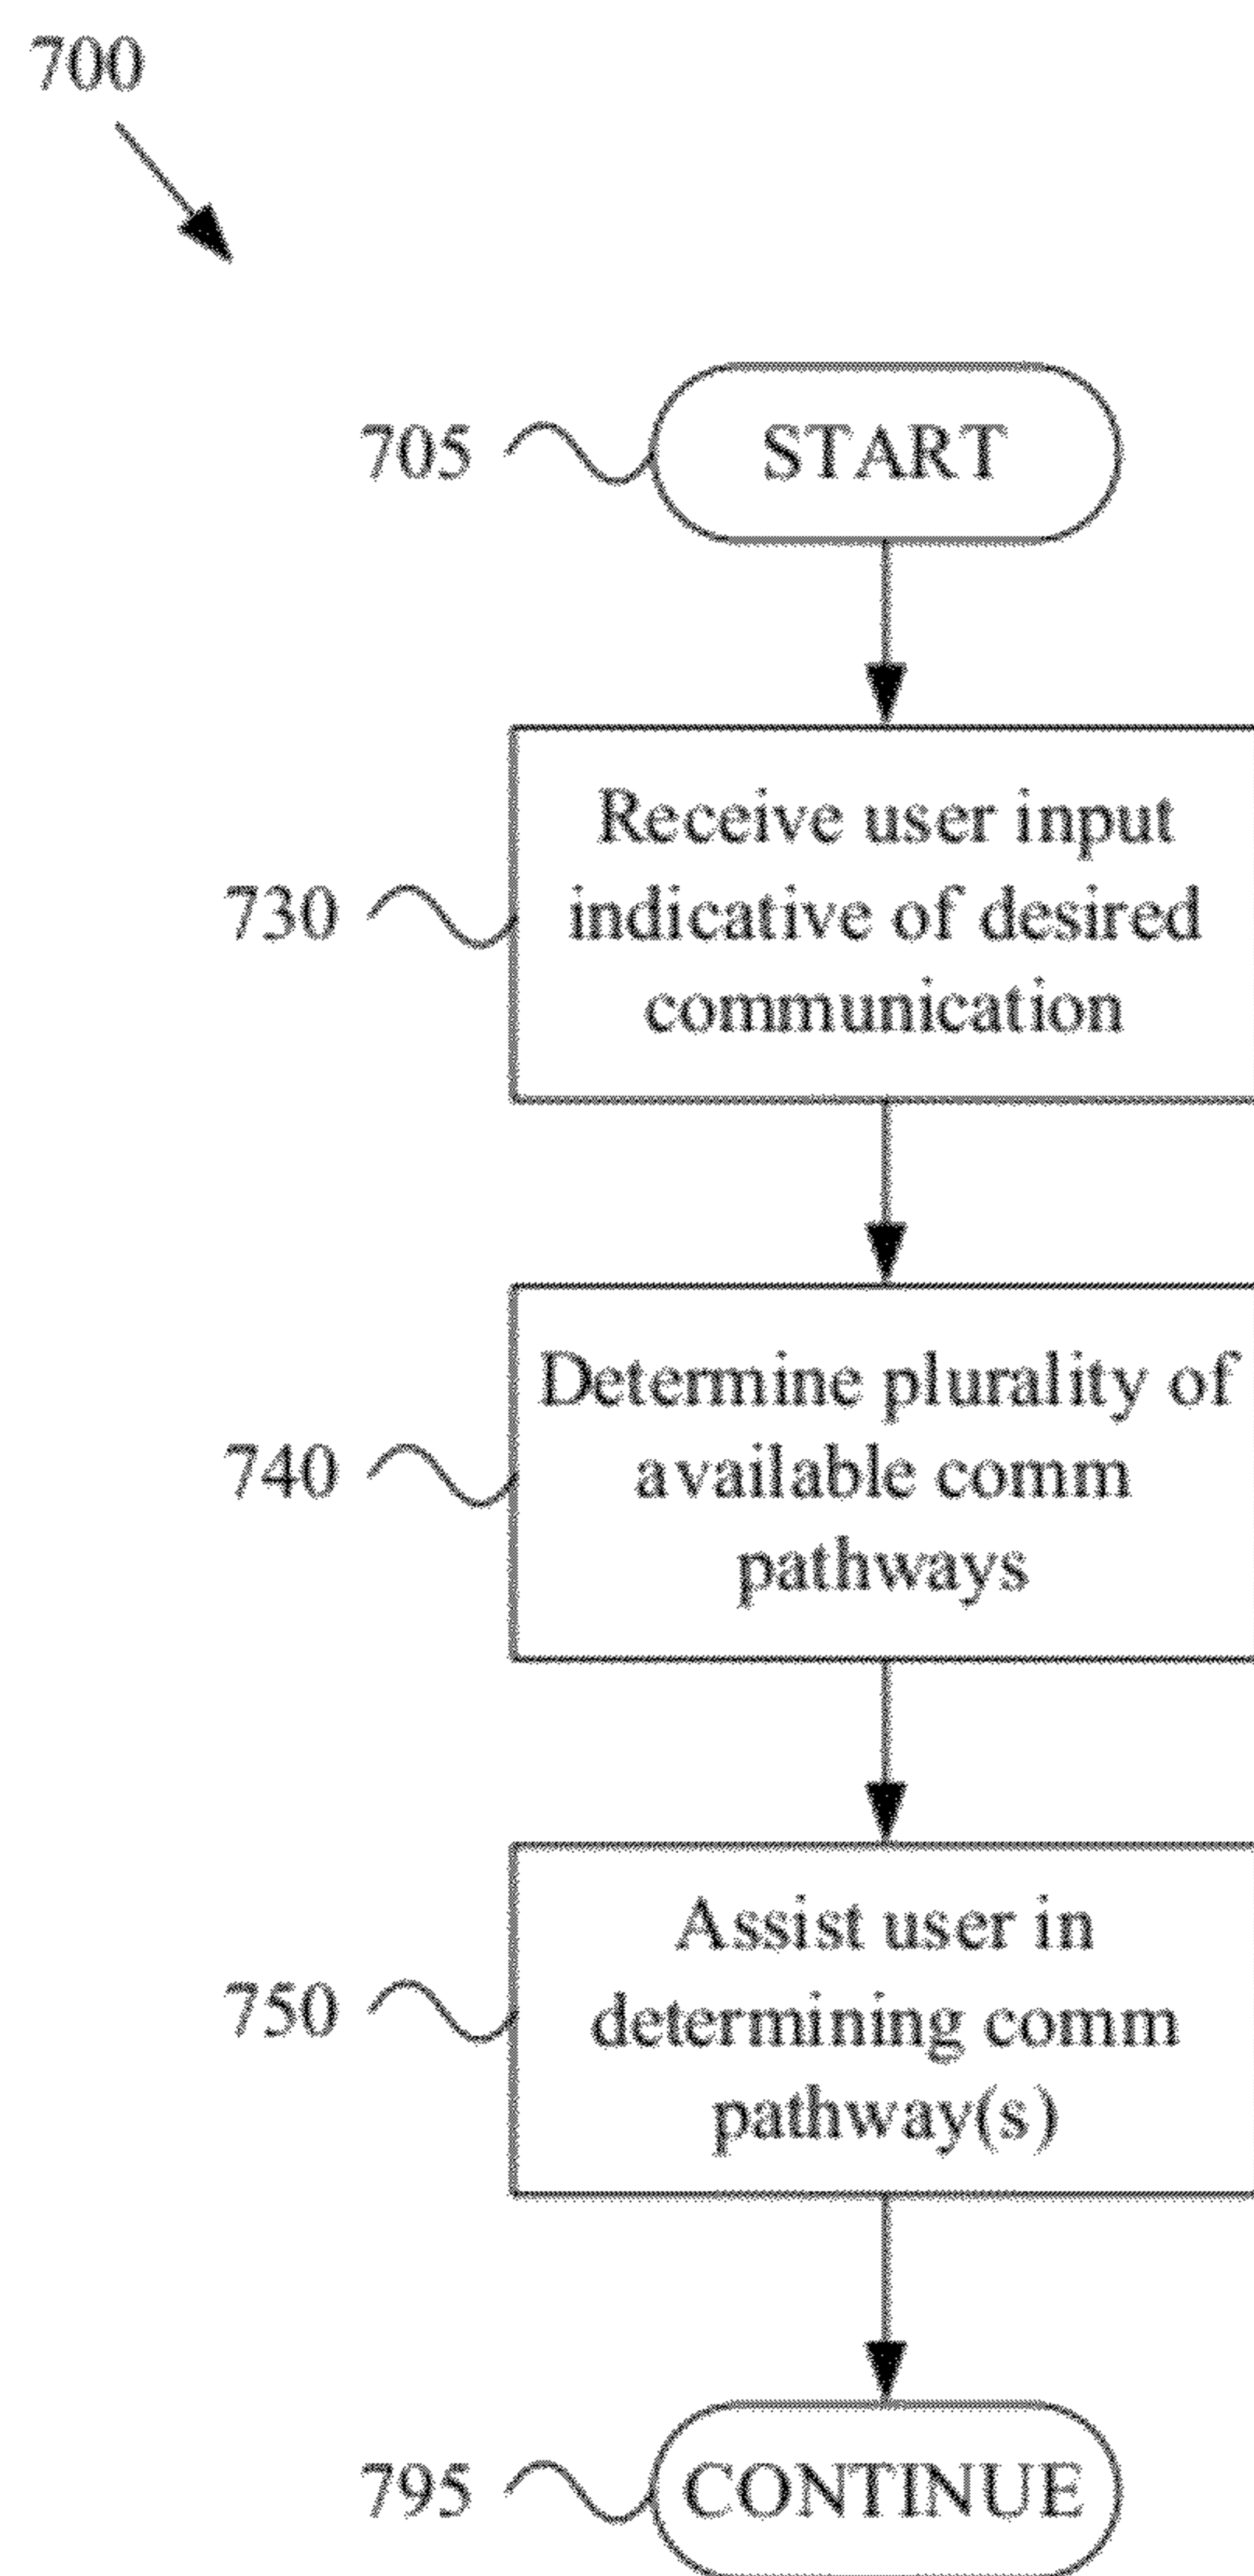 700
705
START
730
Receive user input
indicative of desired
communication
740
Determine plurality of
available comm
pathways
750
Assist user in
determining comm
pathway(s)
795
CONTINUE